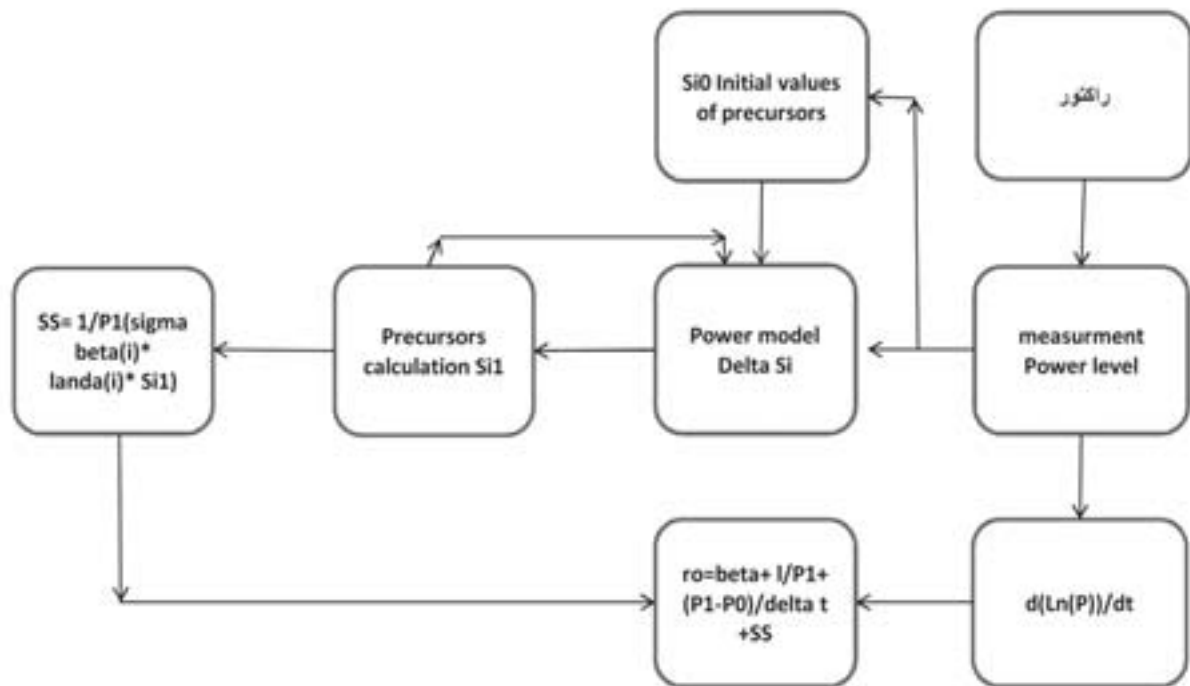 Si0 Initial values
of precursors
راکتور
SS= 1/P1(sigma
beta(i)*
landa(i)* Si1)
Precursors
calculation Si1
Power model
Delta Si
measurment
Power level
ro=beta+ l/P1+
(P1-P0)/delta t
+SS
d(Ln(P))/dt